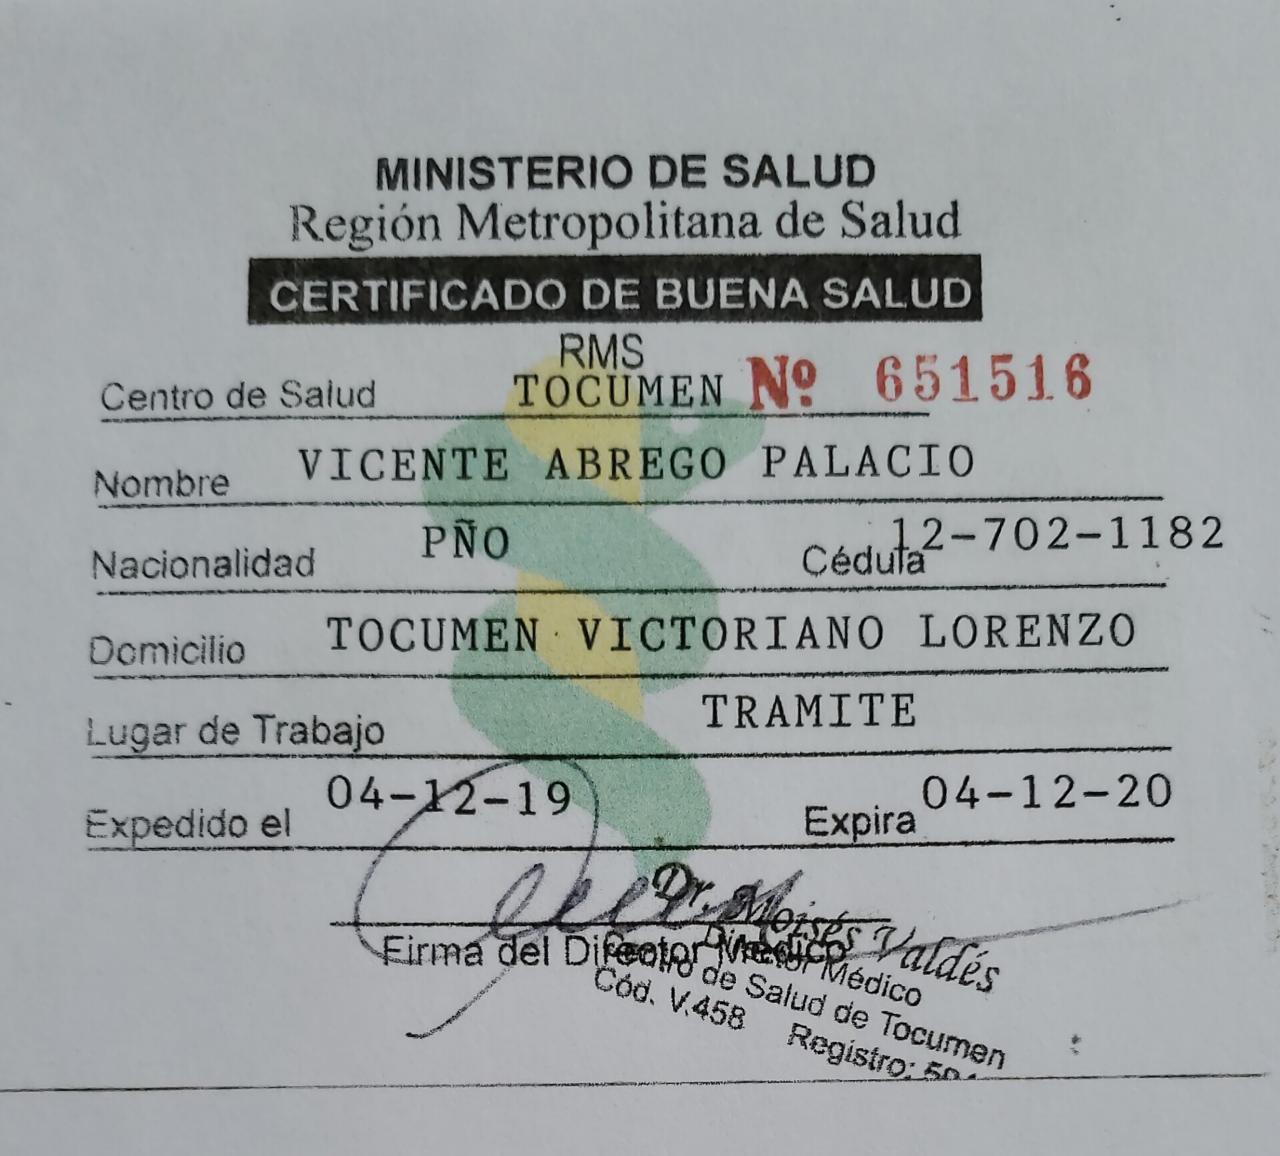 MINISTERIO DE SALUD
Región Metropolitana de Salud
CERTIFICADO DE BUENA SALUD
RMS
Centro de Salud TOCUMEN Nº 651516
Nombre VICENTE ABREGO PALACIO
Nacionalidad PÑO Cédula 12-702-1182
Domicilio TOCUMEN VICTORIANO LORENZO
Lugar de Trabajo TRAMITE
Expedido el 04-12-19 Expira 04-12-20
Firma del Director Médico
Dr. Moisés Valdés
Director Médico
Centro de Salud de Tocumen
Cód. V.458 Registro: